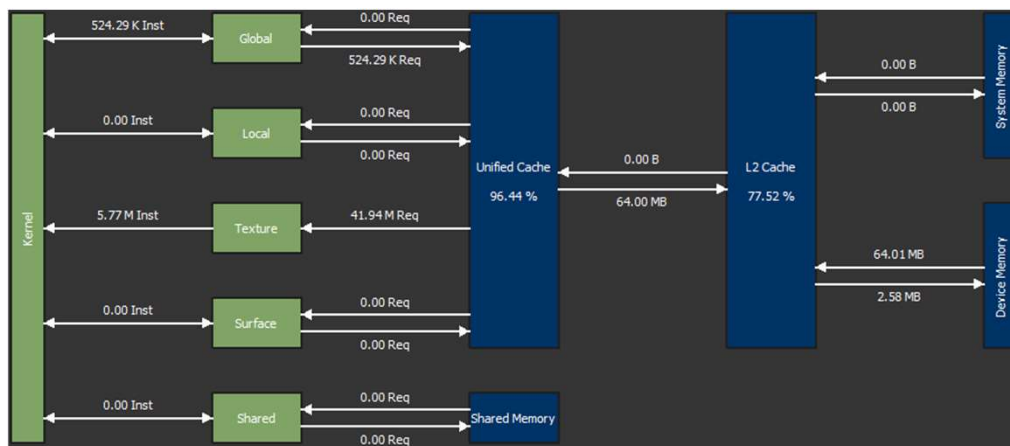 Kernel
524.29 K Inst
Global
0.00 Req
524.29 K Req
0.00 Inst
Local
0.00 Req
0.00 Req
5.77 M Inst
Texture
41.94 M Req
0.00 Inst
Surface
0.00 Req
0.00 Req
0.00 Inst
Shared
0.00 Req
0.00 Req
Unified Cache
96.44 %
Shared Memory
0.00 B
64.00 MB
L2 Cache
77.52 %
0.00 B
0.00 B
System Memory
64.01 MB
2.58 MB
Device Memory